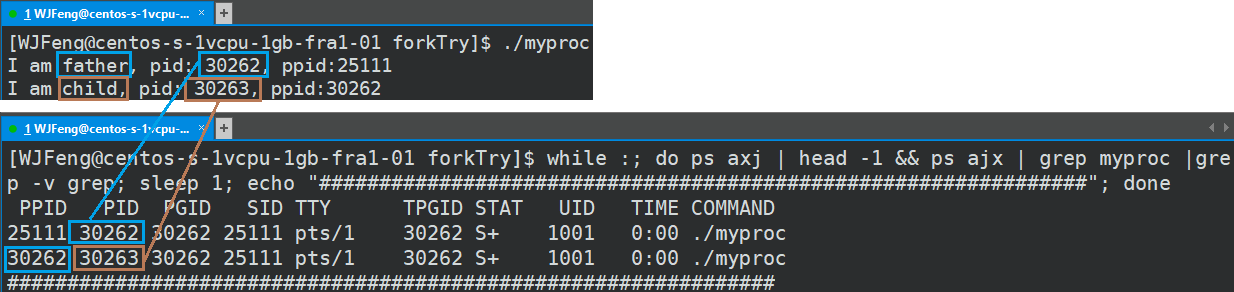 1 WJFeng@centos-s-1vcpu-... × +
[WJFeng@centos-s-1vcpu-1gb-fra1-01 forkTry]$ ./myproc
I am father, pid: 30262, ppid:25111
I am child, pid: 30263, ppid:30262
1 WJFeng@centos-s-1vcpu-... × +
[WJFeng@centos-s-1vcpu-1gb-fra1-01 forkTry]$ while :; do ps axj | head -1 && ps ajx | grep myproc |gre
p -v grep; sleep 1; echo "################################################################"; done
PPID PID PGID SID TTY TPGID STAT UID TIME COMMAND
25111 30262 30262 25111 pts/1 30262 S+ 1001 0:00 ./myproc
30262 30263 30262 25111 pts/1 30262 S+ 1001 0:00 ./myproc
################################################################